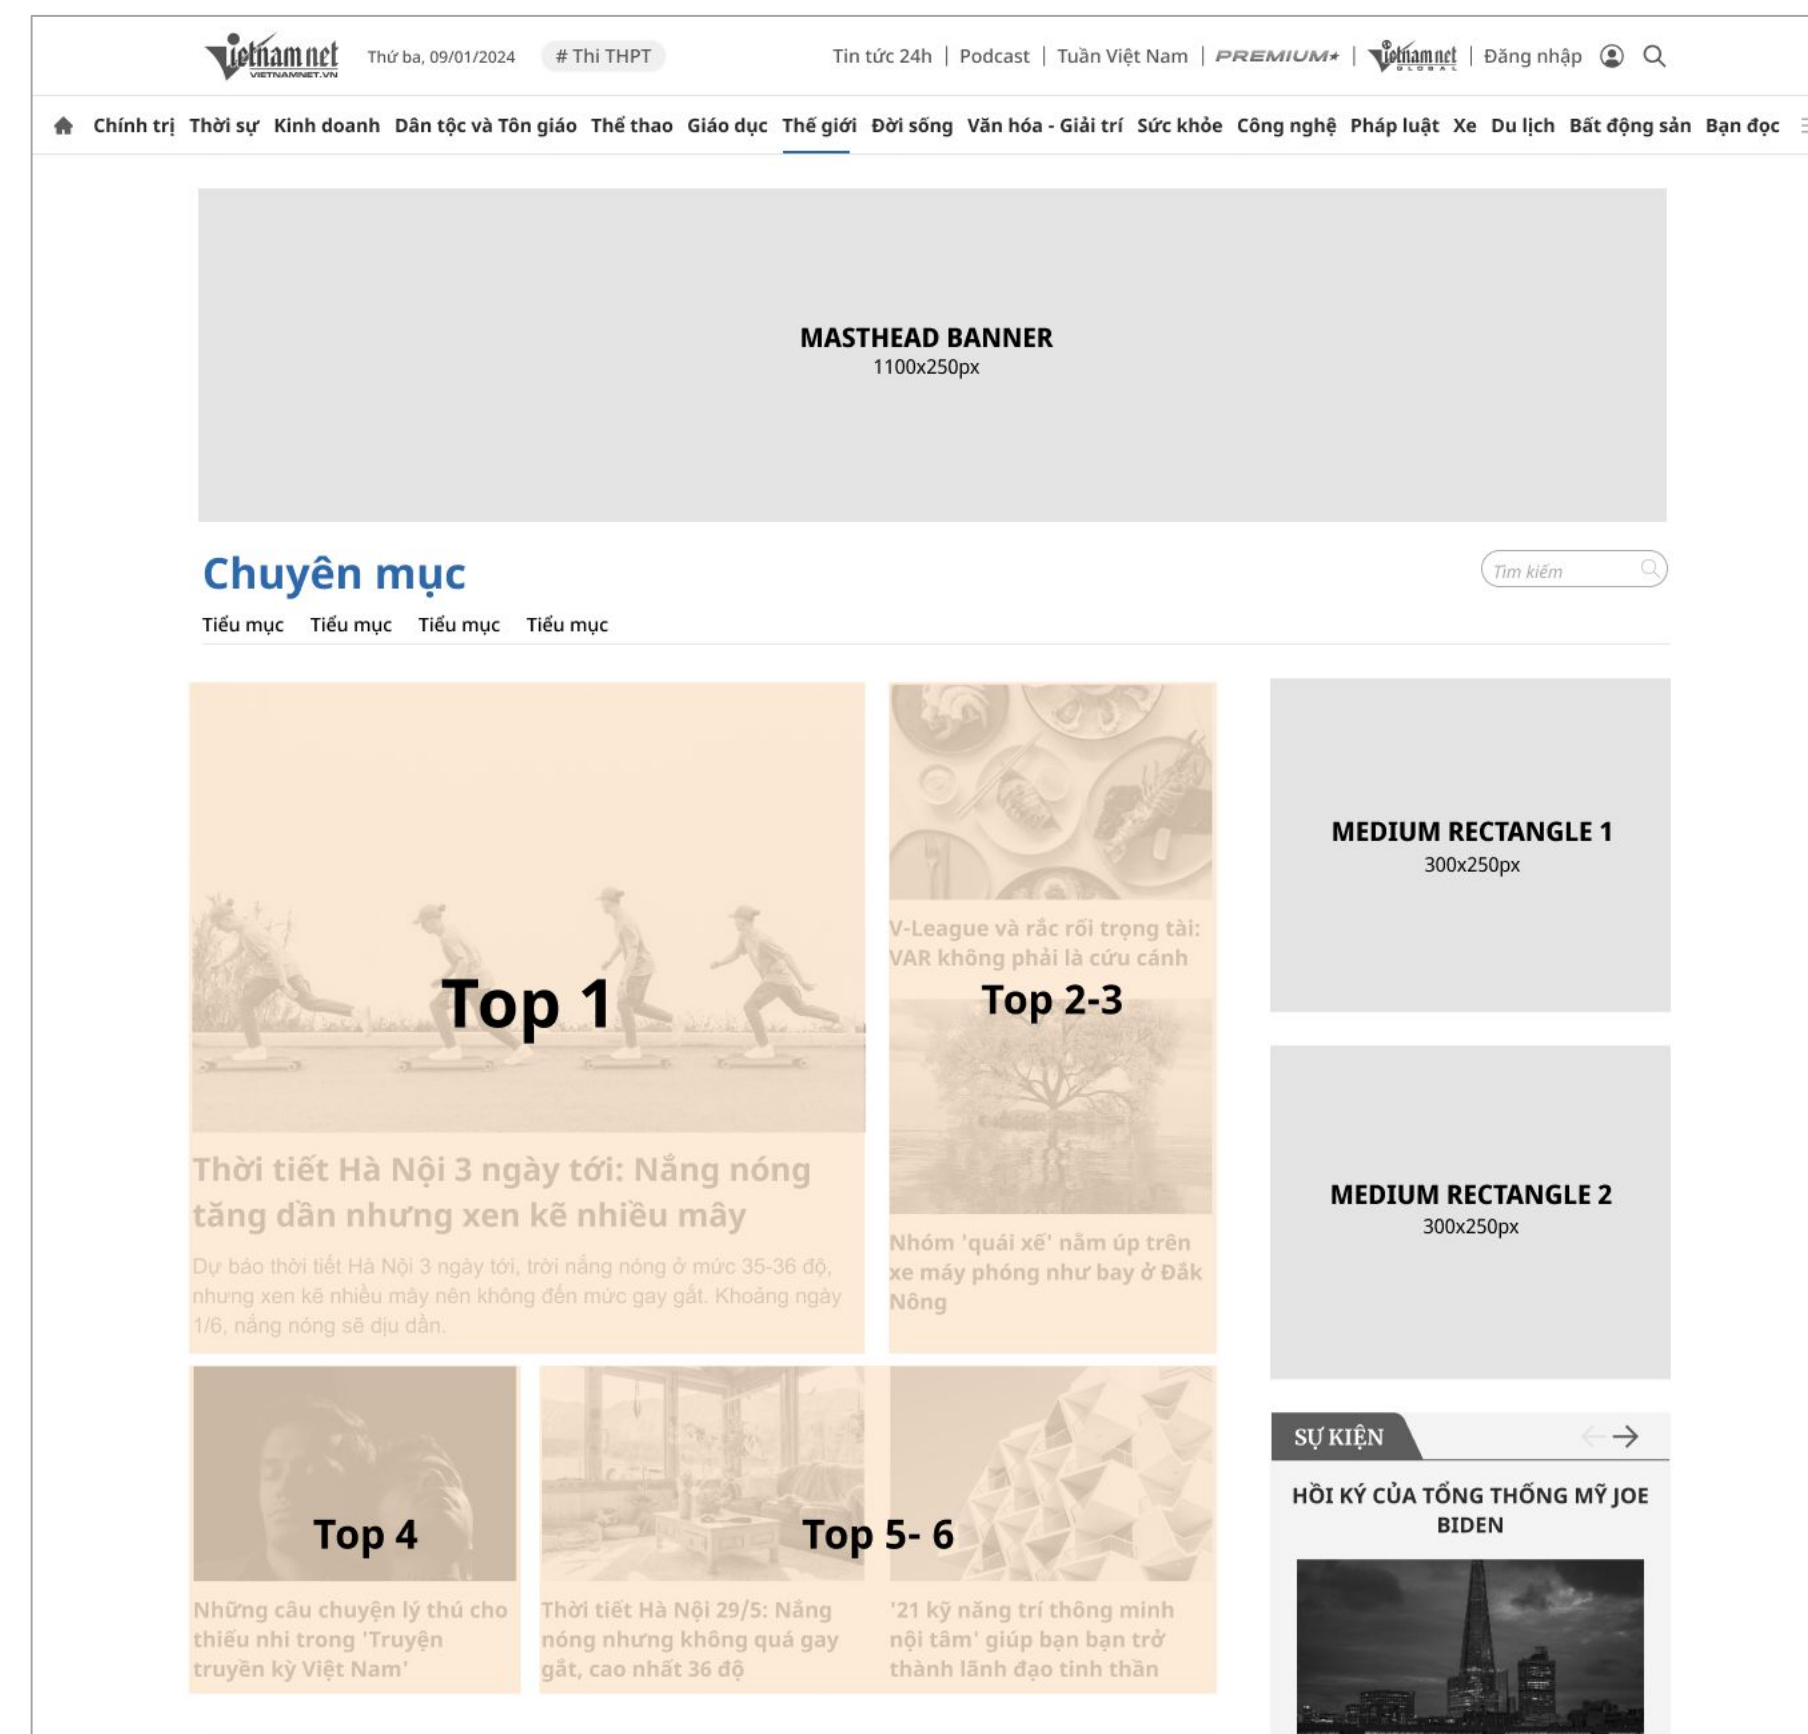 Vietnamnet
VIETNAMNET.VN
Thứ ba, 09/01/2024
# Thi THPT
Tin tức 24h | Podcast | Tuần Việt Nam | PREMIUM | Vietnamnet | Đăng nhập
GLOBAL
Chính trị Thời sự Kinh doanh Dân tộc và Tôn giáo Thể thao Giáo dục Thế giới Đời sống Văn hóa - Giải trí Sức khỏe Công nghệ Pháp luật Xe Du lịch Bất động sản Bạn đọc
MASTHEAD BANNER
1100x250px
Chuyên mục
Tìm kiếm
Tiểu mục Tiểu mục Tiểu mục Tiểu mục
Top 1
Thời tiết Hà Nội 3 ngày tới: Nắng nóng
tăng dần nhưng xen kẽ nhiều mây
Dự báo thời tiết Hà Nội 3 ngày tới, trời nắng nóng ở mức 35-36 độ,
nhưng xen kẽ nhiều mây nên không đến mức gay gắt. Khoảng ngày
1/6, nắng nóng sẽ dịu dần.
V-League và rắc rối trọng tài:
VAR không phải là cứu cánh
Top 2-3
Nhóm 'quái xế' nằm úp trên
xe máy phóng như bay ở Đắk
Nông
MEDIUM RECTANGLE 1
300x250px
MEDIUM RECTANGLE 2
300x250px
Top 4
Những câu chuyện lý thú cho
thiếu nhi trong 'Truyện
truyền kỳ Việt Nam'
Top 5- 6
Thời tiết Hà Nội 29/5: Nắng
nóng nhưng không quá gay
gắt, cao nhất 36 độ
'21 kỹ năng trí thông minh
nội tâm' giúp bạn bạn trở
thành lãnh đạo tinh thần
SỰ KIỆN
HỒI KÝ CỦA TỔNG THỐNG MỸ JOE
BIDEN